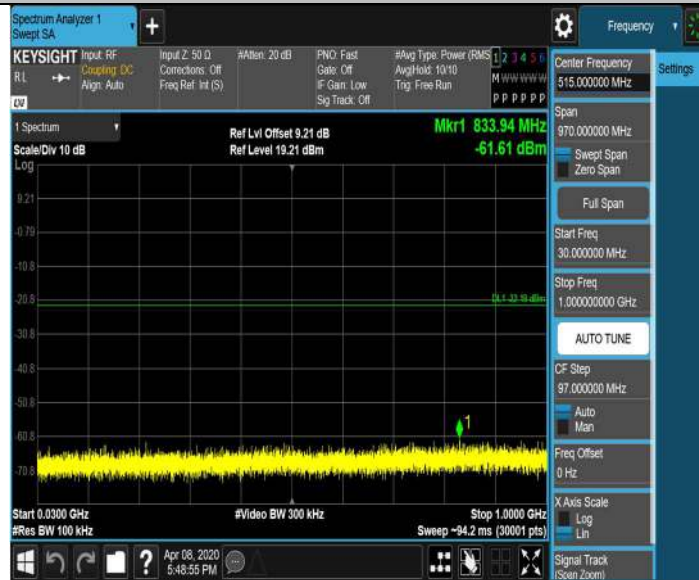 Spectrum Analyzer 1
Swept SA
+
Frequency
KEYSIGHT
RL
Input: RF
Coupling: DC
Align: Auto
Input Z: 50 Ω
Corrections: Off
Freq Ref: Int (S)
#Atten: 20 dB
PNO: Fast
Gate: Off
IF Gain: Low
Sig Track: Off
#Avg Type: Power (RMS
Avg|Hold: 10/10
Trig: Free Run
1 2 3 4 5 6
M W W W W W
P P P P P P
1 Spectrum
Scale/Div 10 dB
Log
Ref Lvl Offset 9.21 dB
Ref Level 19.21 dBm
Mkr1 833.94 MHz
-61.61 dBm
9.21
-0.79
-10.8
-20.8
-30.8
-40.8
-50.8
-60.8
-70.8
1
Start 0.0300 GHz
#Res BW 100 kHz
#Video BW 300 kHz
Stop 1.0000 GHz
Sweep ~94.2 ms (30001 pts)
?
Apr 08, 2020
5:48:55 PM
Settings
Center Frequency
515.000000 MHz
Span
970.000000 MHz
Swept Span
Zero Span
Full Span
Start Freq
30.000000 MHz
Stop Freq
1.000000000 GHz
AUTO TUNE
CF Step
97.000000 MHz
Auto
Man
Freq Offset
0 Hz
X Axis Scale
Log
Lin
Signal Track
(Span Zoom)